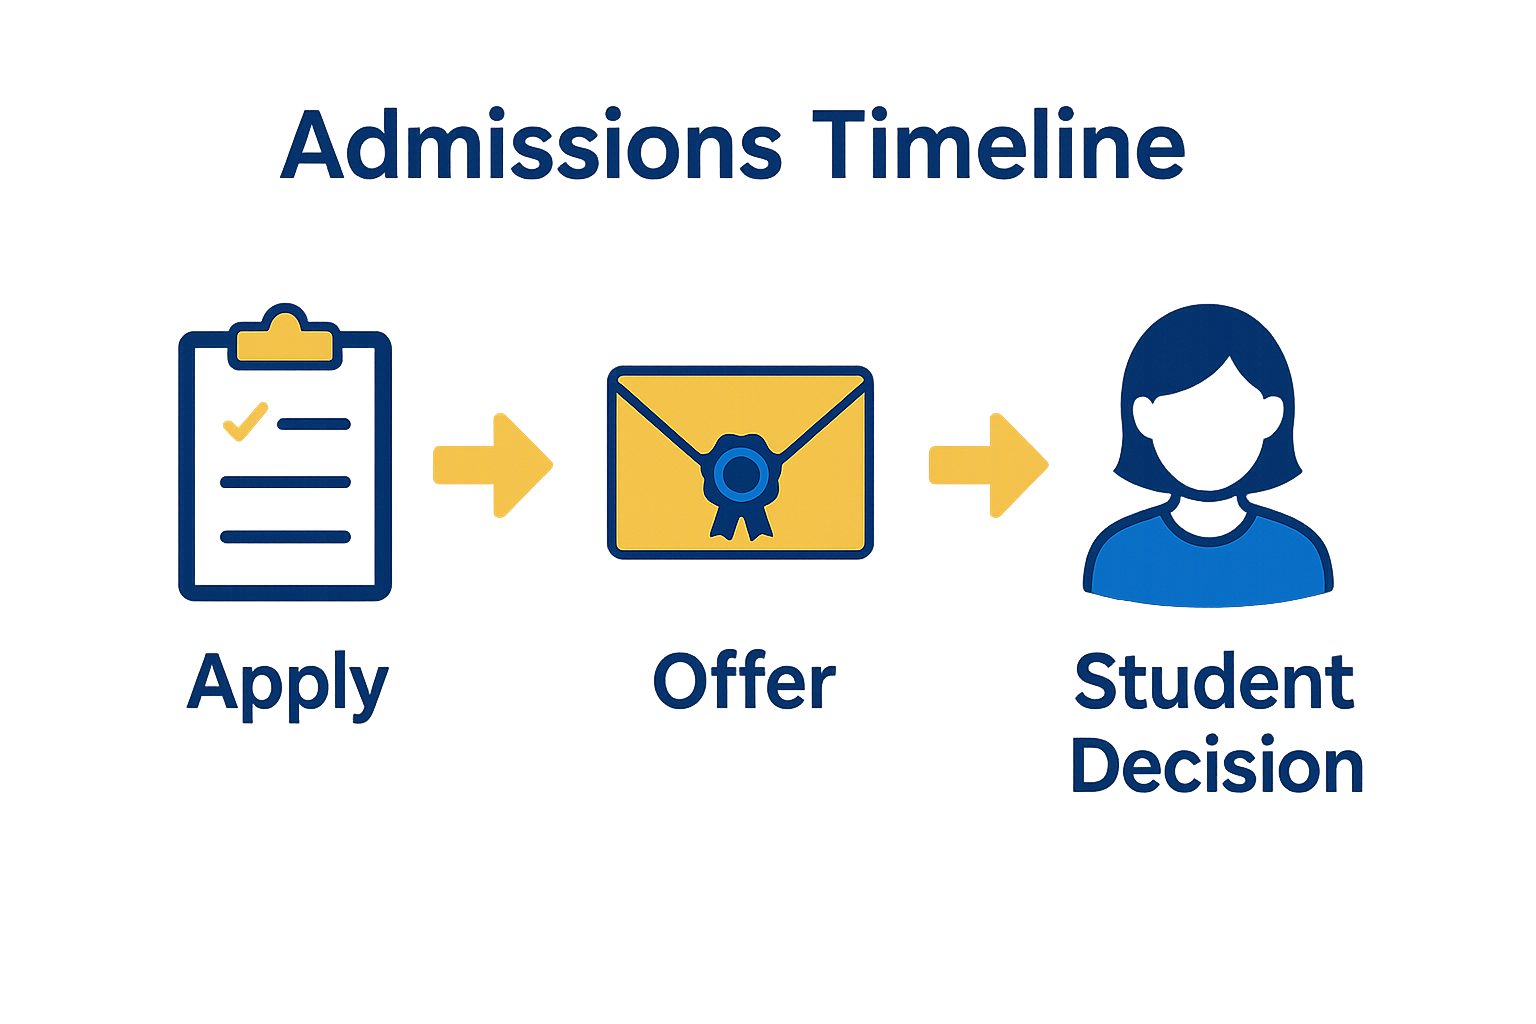 Admissions Timeline
Apply
Offer
Student
Decision